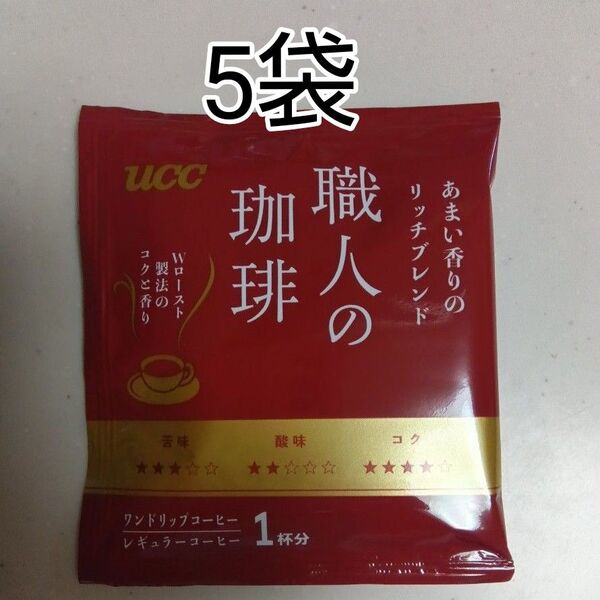 5袋
UCC
あまい香りの
リッチブレンド
職人の
珈琲
Wロースト
製法の
コクと香り
苦味 酸味 コク
★★★☆☆ ★★☆☆☆ ★★★★☆
ワンドリップコーヒー
レギュラーコーヒー
1杯分